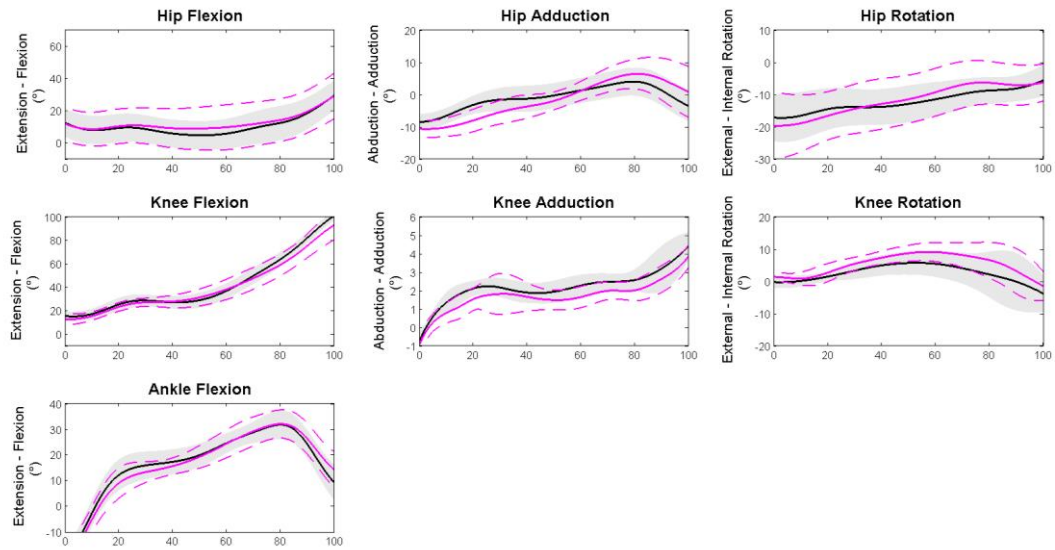 Hip Flexion
Extension - Flexion
(°)
60
40
20
0
0 20 40 60 80 100
Hip Adduction
Abduction - Adduction
(°)
20
10
0
-10
-20
0 20 40 60 80 100
Hip Rotation
External - Internal Rotation
(°)
10
0
-10
-20
-30
0 20 40 60 80 100
Knee Flexion
Extension - Flexion
(°)
100
80
60
40
20
0
0 20 40 60 80 100
Knee Adduction
Abduction - Adduction
(°)
6
5
4
3
2
1
0
-1
0 20 40 60 80 100
Knee Rotation
External - Internal Rotation
(°)
20
10
0
-10
-20
0 20 40 60 80 100
Ankle Flexion
Extension - Flexion
(°)
40
30
20
10
0
-10
0 20 40 60 80 100